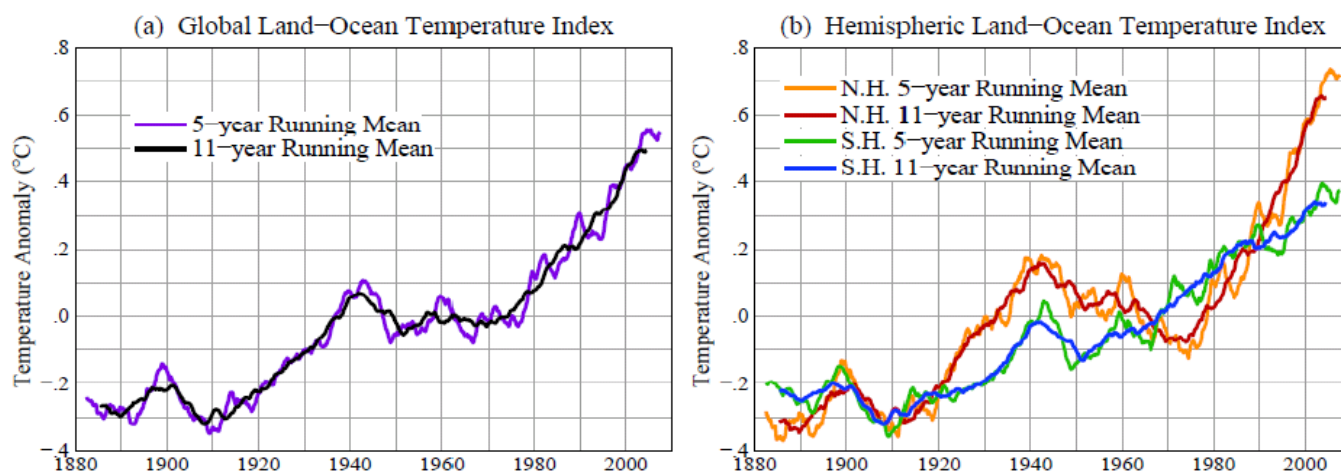 (a) Global Land−Ocean Temperature Index
.8
.6
.4
.2
.0
−.2
−.4
Temperature Anomaly (°C)
5−year Running Mean
11−year Running Mean
1880 1900 1920 1940 1960 1980 2000
(b) Hemispheric Land−Ocean Temperature Index
.8
.6
.4
.2
.0
−.2
−.4
Temperature Anomaly (°C)
N.H. 5−year Running Mean
N.H. 11−year Running Mean
S.H. 5−year Running Mean
S.H. 11−year Running Mean
1880 1900 1920 1940 1960 1980 2000